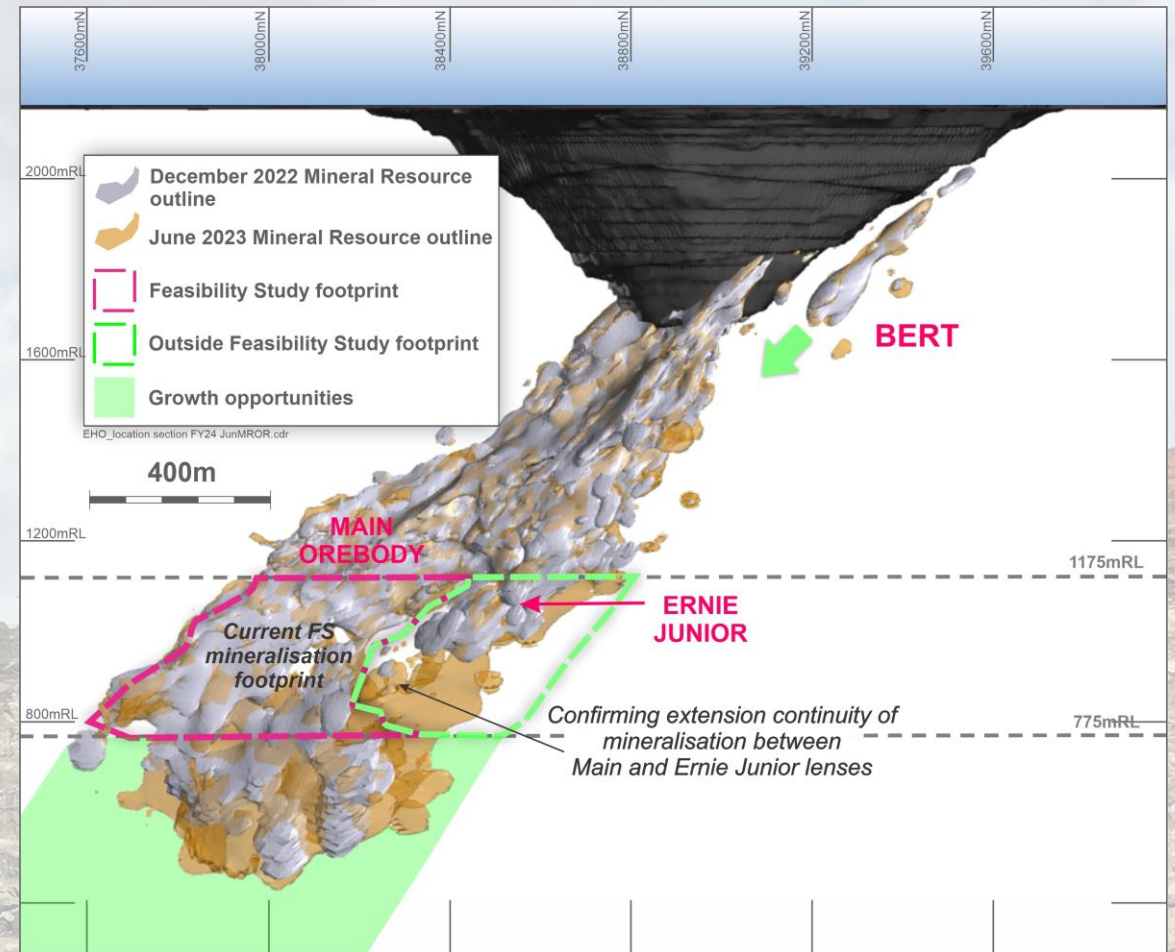 37600mN
38000mN
38400mN
38800mN
39200mN
39600mN
2000mRL
December 2022 Mineral Resource
outline
June 2023 Mineral Resource outline
Feasibility Study footprint
Outside Feasibility Study footprint
Growth opportunities
EHO_location section FY24 JunMROR.cdr
1600mRL
BERT
400m
1200mRL
MAIN
OREBODY
1175mRL
ERNIE
JUNIOR
Current FS
mineralisation
footprint
800mRL
775mRL
Confirming extension continuity of
mineralisation between
Main and Ernie Junior lenses